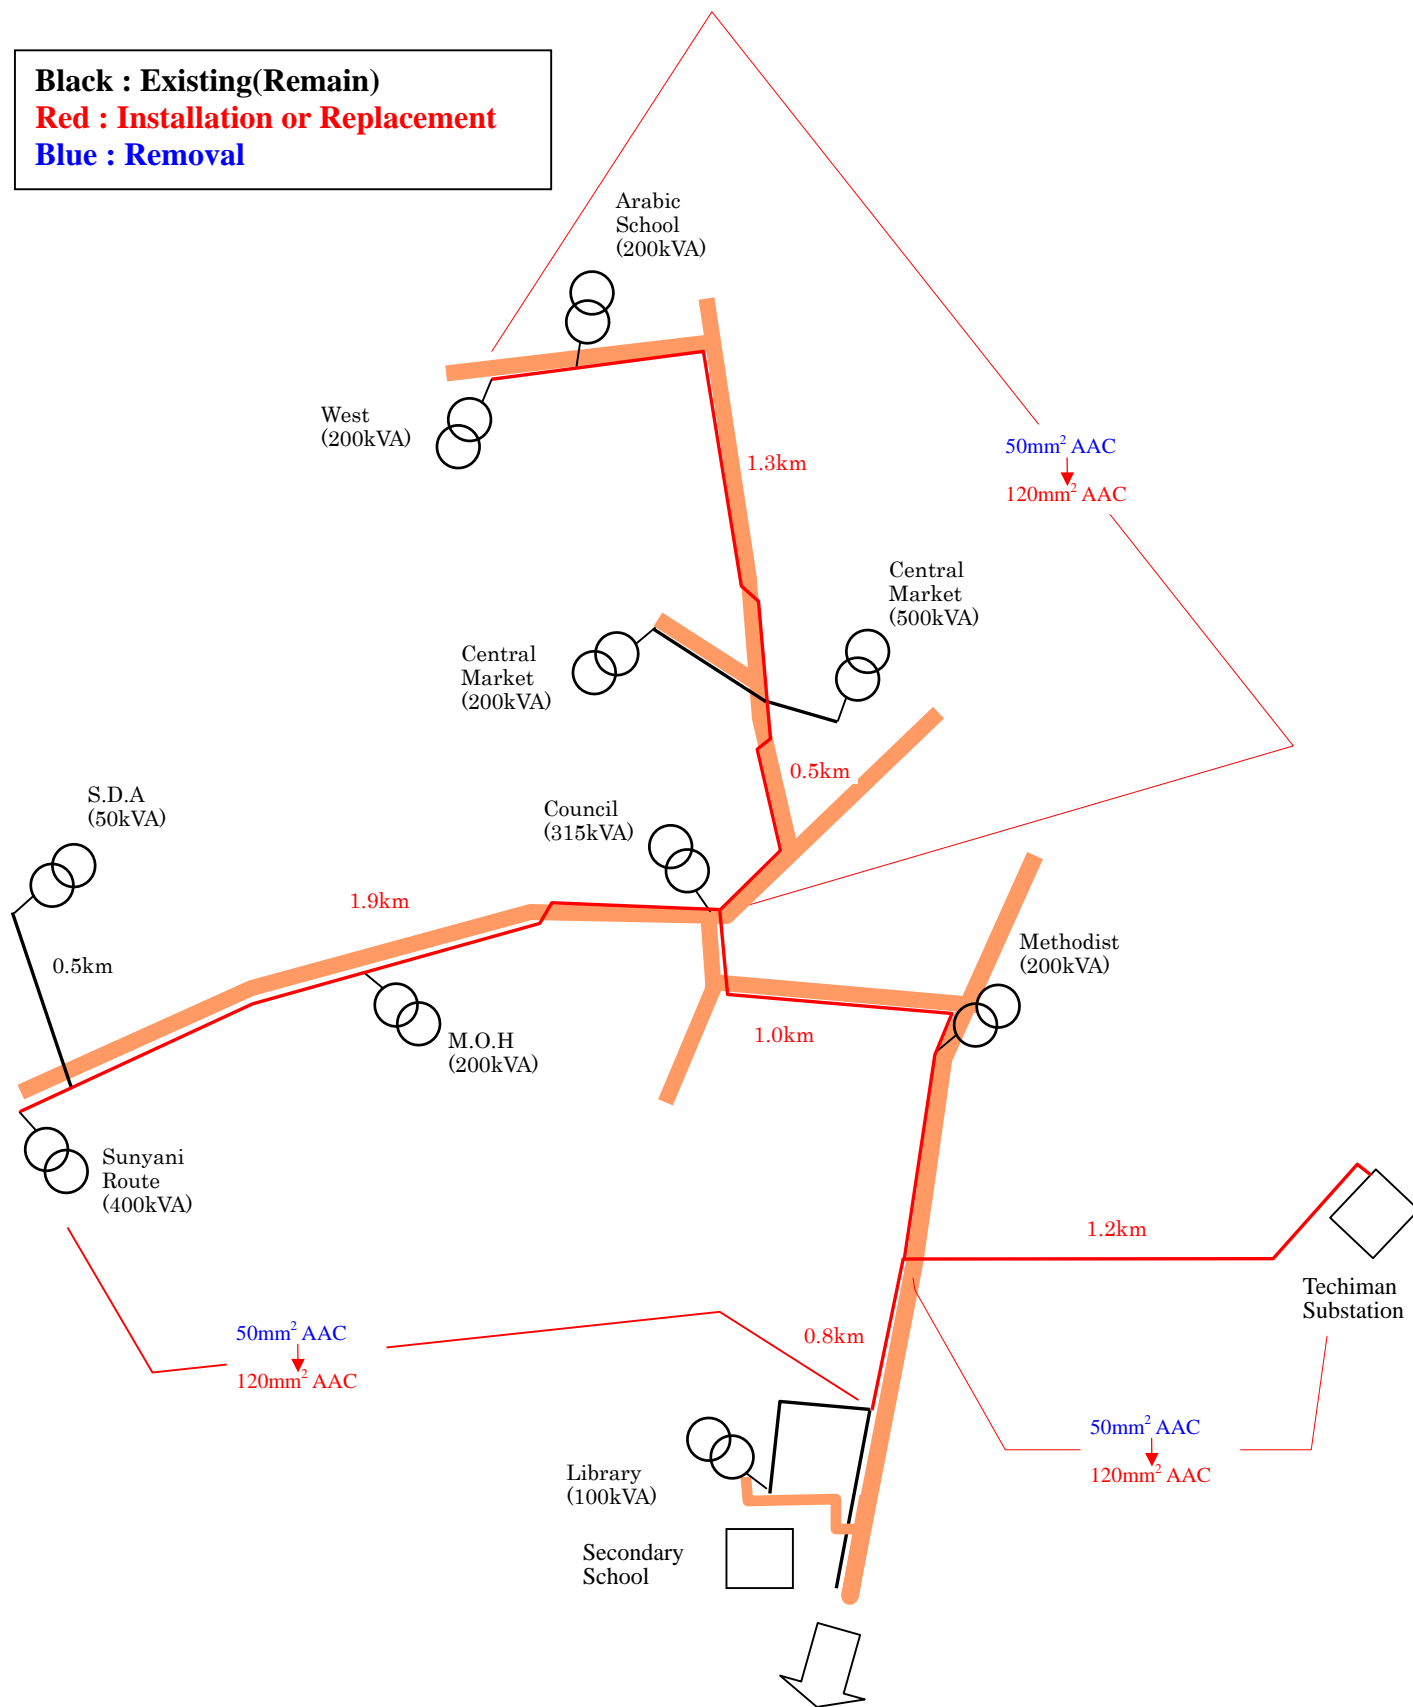 Black : Existing(Remain)
Red : Installation or Replacement
Blue : Removal
Arabic
School
(200kVA)
West
(200kVA)
50mm² AAC
120mm² AAC
1.3km
Central
Market
(500kVA)
Central
Market
(200kVA)
0.5km
S.D.A
(50kVA)
Council
(315kVA)
1.9km
0.5km
Methodist
(200kVA)
M.O.H
(200kVA)
1.0km
Sunyani
Route
(400kVA)
1.2km
Techiman
Substation
50mm² AAC
120mm² AAC
0.8km
50mm² AAC
120mm² AAC
Library
(100kVA)
Secondary
School